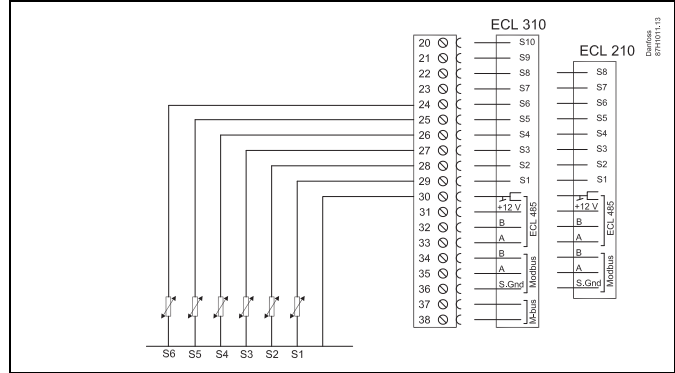 ECL 310
ECL 210
Danfoss
87H1011.13
20 S10
21 S9
22 S8 S8
23 S7 S7
24 S6 S6
25 S5 S5
26 S4 S4
27 S3 S3
28 S2 S2
29 S1 S1
30
31 +12 V +12 V
32 B B
33 A A
ECL 485 ECL 485
34 B B
35 A A
36 S.Gnd S.Gnd
Modbus Modbus
37
38
M-bus
S6 S5 S4 S3 S2 S1